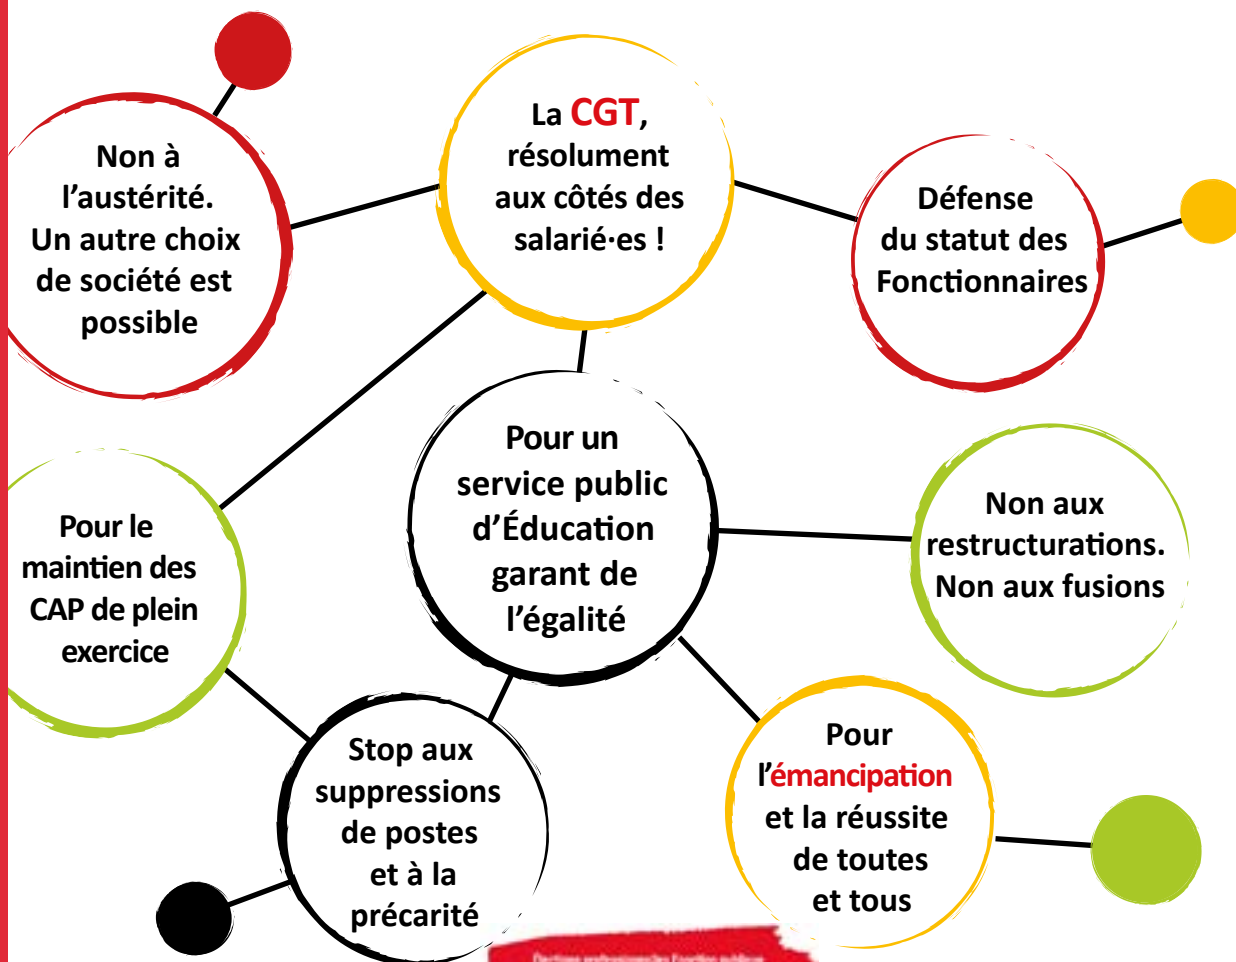 La CGT,
résolument
aux côtés des
salarié·es !
Non à
l'austérité.
Un autre choix
de société est
possible
Défense
du statut des
Fonctionnaires
Pour un
service public
d'Éducation
garant de
l'égalité
Non aux
restructurations.
Non aux fusions
Pour le
maintien des
CAP de plein
exercice
Stop aux
suppressions
de postes
et à la
précarité
Pour
l'émancipation
et la réussite
de toutes
et tous